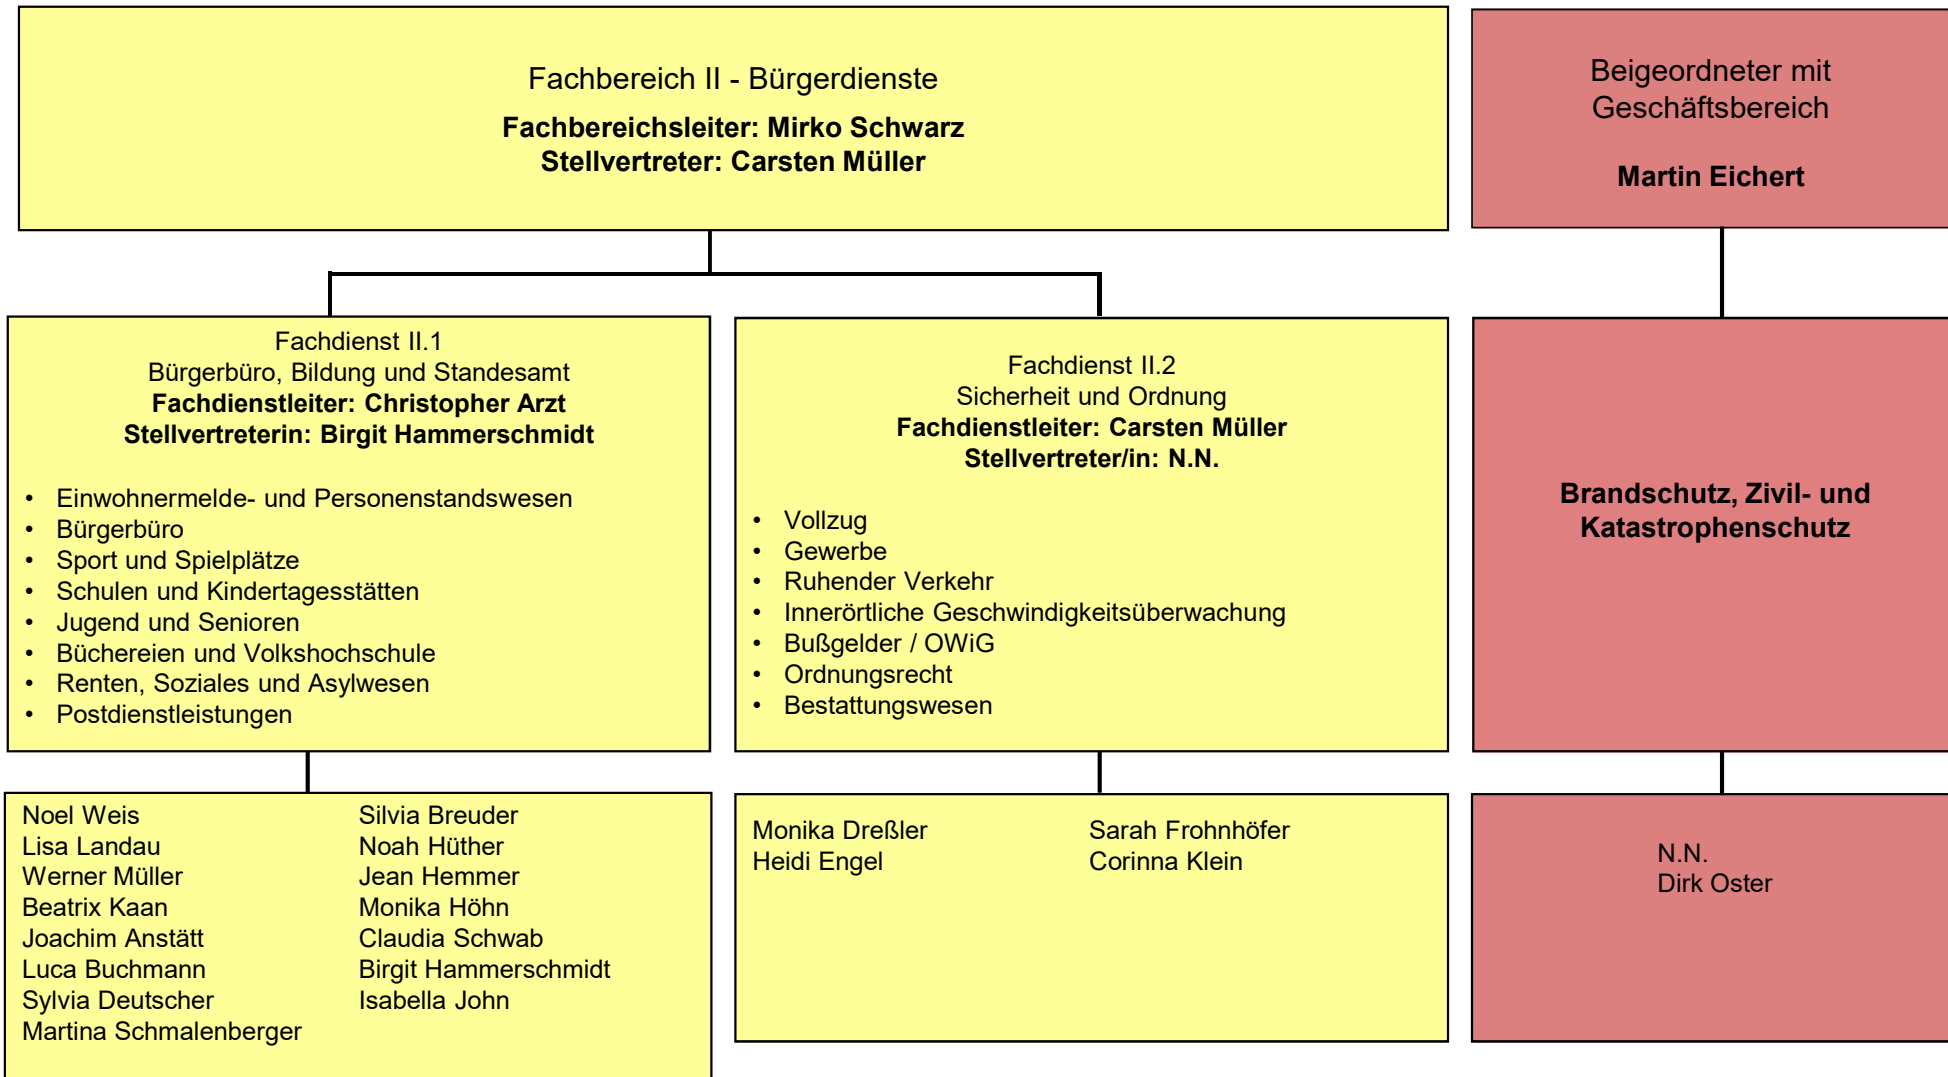 Fachbereich II - Bürgerdienste
Fachbereichsleiter: Mirko Schwarz
Stellvertreter: Carsten Müller
Beigeordneter mit
Geschäftsbereich
Martin Eichert
Fachdienst II.1
Bürgerbüro, Bildung und Standesamt
Fachdienstleiter: Christopher Arzt
Stellvertreterin: Birgit Hammerschmidt
• Einwohnermelde- und Personenstandswesen
• Bürgerbüro
• Sport und Spielplätze
• Schulen und Kindertagesstätten
• Jugend und Senioren
• Büchereien und Volkshochschule
• Renten, Soziales und Asylwesen
• Postdienstleistungen
Fachdienst II.2
Sicherheit und Ordnung
Fachdienstleiter: Carsten Müller
Stellvertreter/in: N.N.
• Vollzug
• Gewerbe
• Ruhender Verkehr
• Innerörtliche Geschwindigkeitsüberwachung
• Bußgelder / OWiG
• Ordnungsrecht
• Bestattungswesen
Brandschutz, Zivil- und
Katastrophenschutz
Noel Weis
Lisa Landau
Werner Müller
Beatrix Kaan
Joachim Anstätt
Luca Buchmann
Sylvia Deutscher
Martina Schmalenberger
Silvia Breuder
Noah Hüther
Jean Hemmer
Monika Höhn
Claudia Schwab
Birgit Hammerschmidt
Isabella John
Monika Dreßler
Heidi Engel
Sarah Frohnhöfer
Corinna Klein
N.N.
Dirk Oster